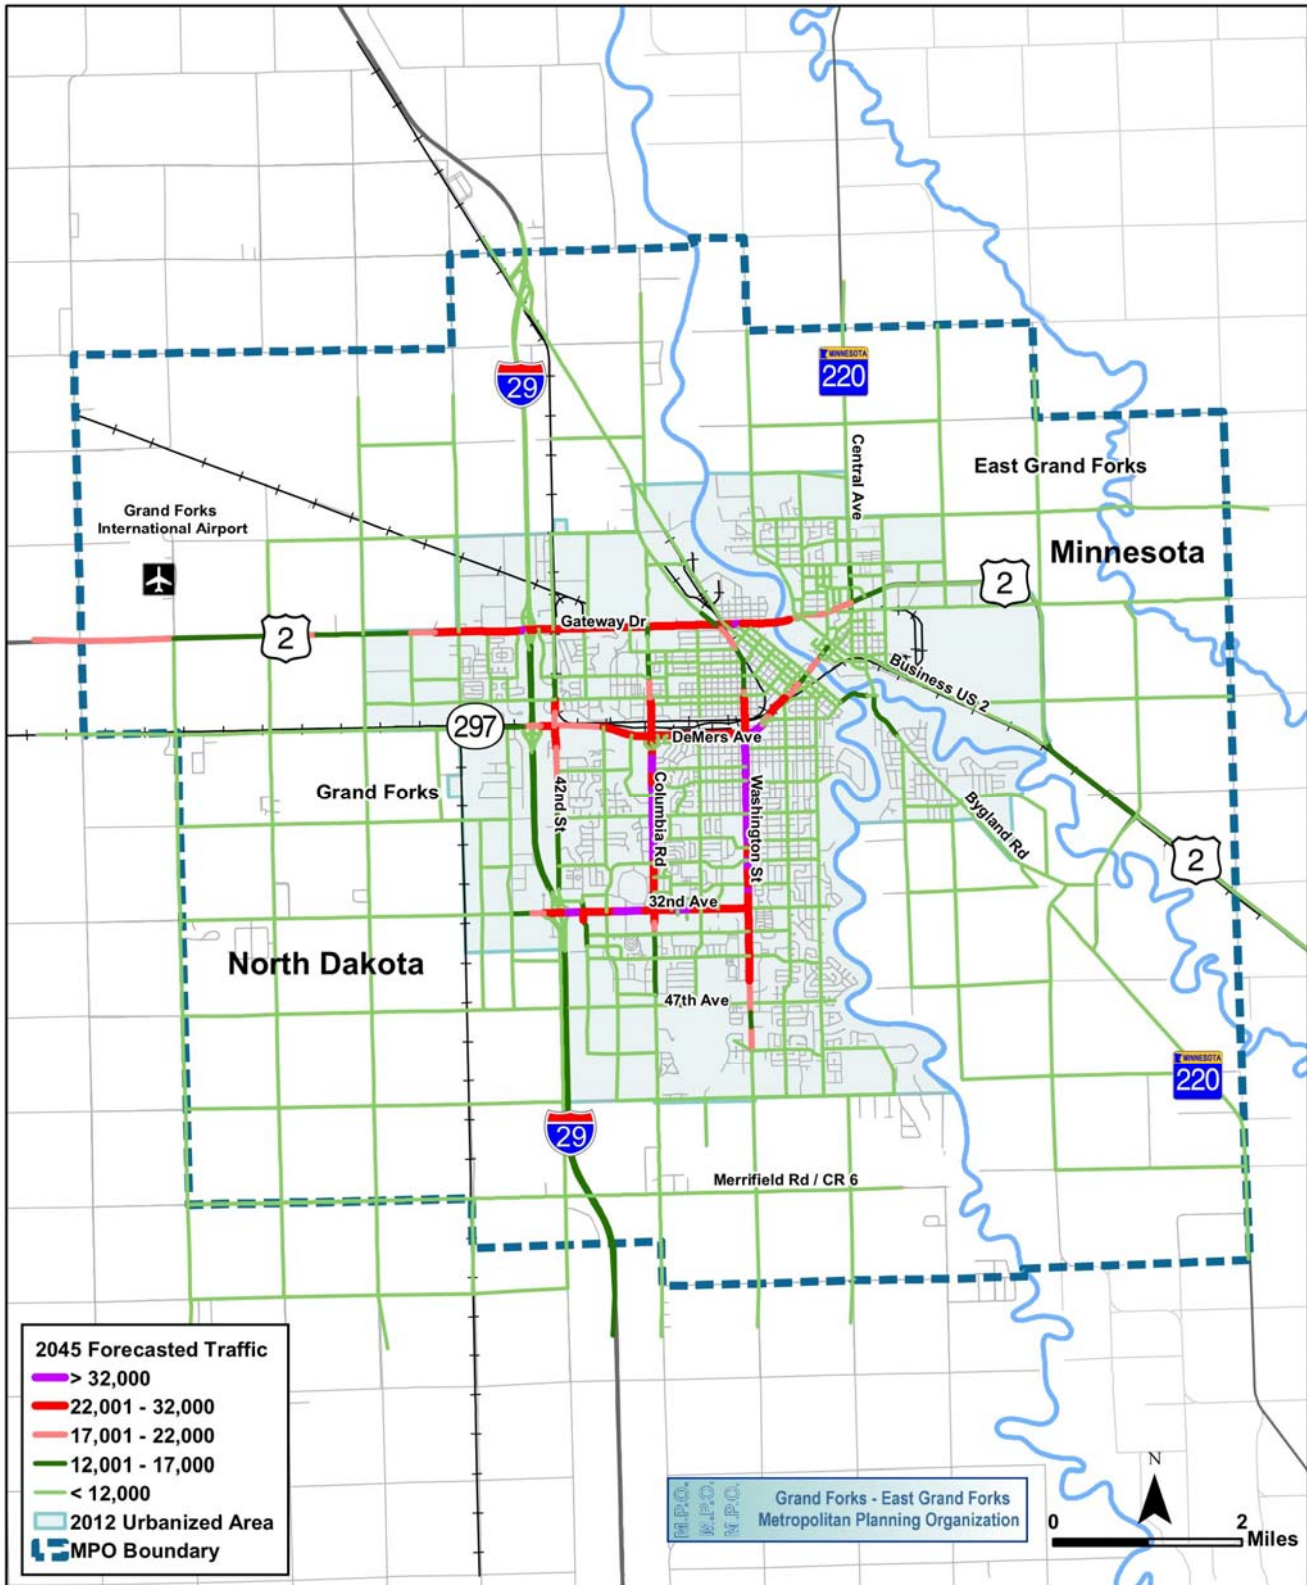 29
MINNESOTA
220
Central Ave
East Grand Forks
Grand Forks
International Airport
Minnesota
2
Gateway Dr
2
Business US 2
297
DeMers Ave
Grand Forks
42nd St
Columbia Rd
Washington St
Bygland Rd
2
32nd Ave
North Dakota
47th Ave
MINNESOTA
220
29
Merrifield Rd / CR 6
2045 Forecasted Traffic
> 32,000
22,001 - 32,000
17,001 - 22,000
12,001 - 17,000
< 12,000
2012 Urbanized Area
MPO Boundary
M.P.O.
M.P.O.
M.P.O.
Grand Forks - East Grand Forks
Metropolitan Planning Organization
N
0 2
Miles